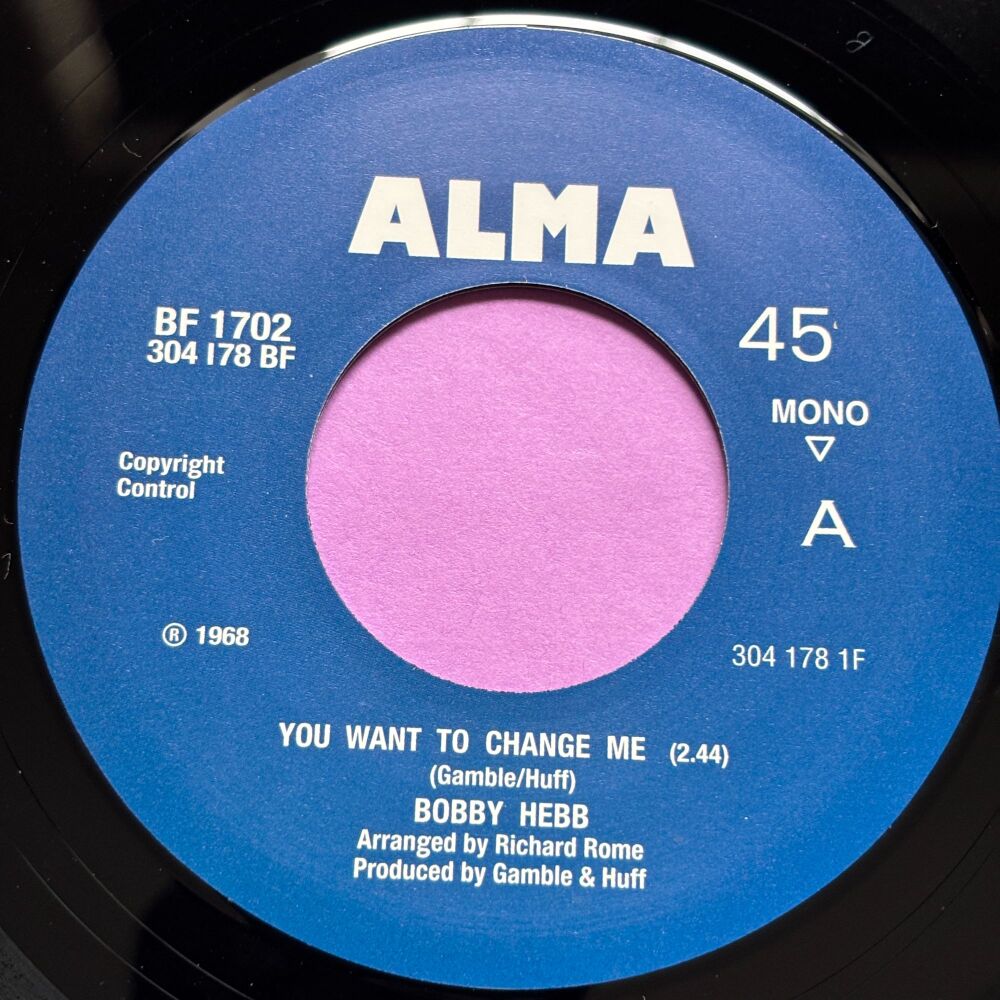 ALMA
BF 1702
304 178 BF
45
MONO
A
Copyright
Control
Ⓡ 1968
304 178 1F
YOU WANT TO CHANGE ME (2.44)
(Gamble/Huff)
BOBBY HEBB
Arranged by Richard Rome
Produced by Gamble & Huff